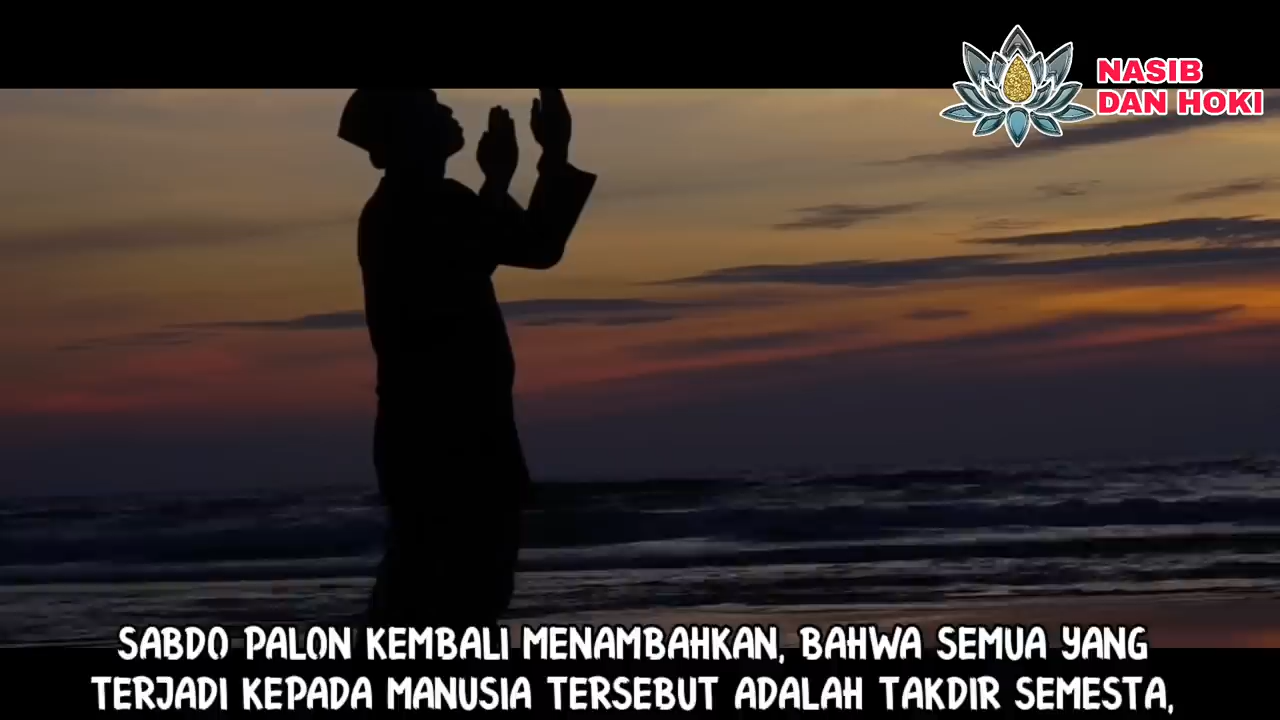 NASIB
DAN HOKI
SABDO PALON KEMBALI MENAMBAHKAN, BAHWA SEMUA YANG
TERJADI KEPADA MANUSIA TERSEBUT ADALAH TAKDIR SEMESTA,